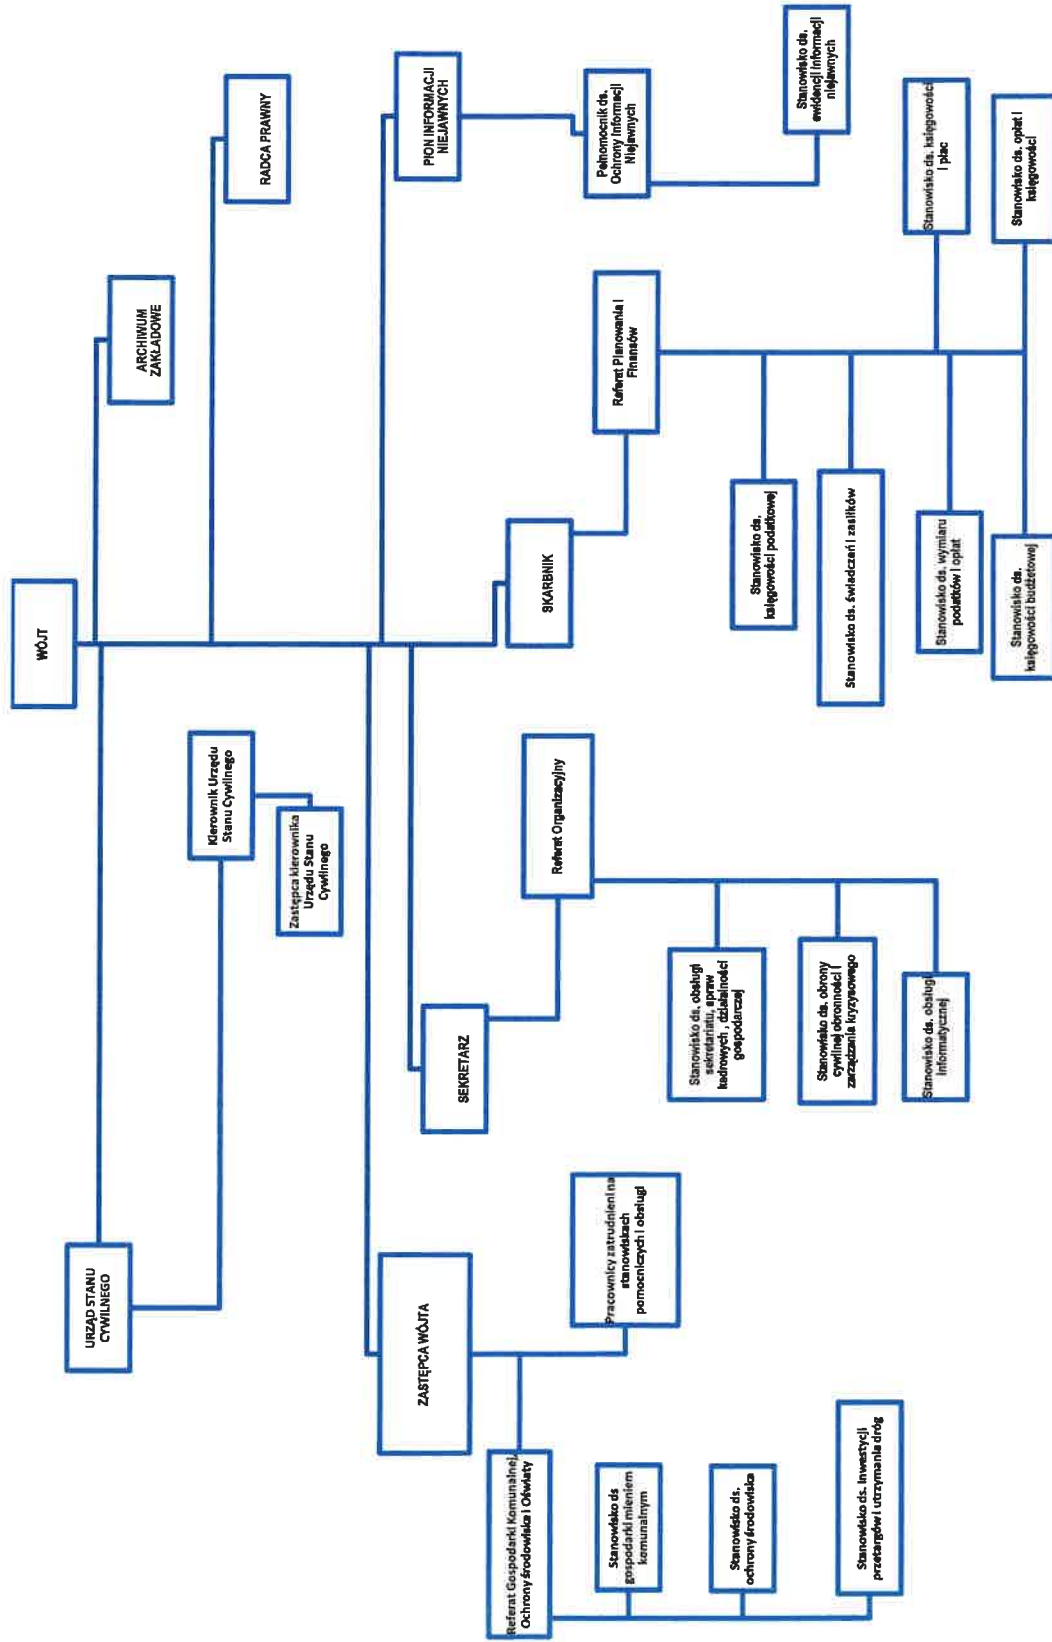 WÓJT
ARCHIWUM
ZAKŁADOWE
RADCA PRAWNY
PION INFORMACJI
NIEJAWNYCH
Pełnomocnik ds.
Ochrony Informacji
Niejawnych
Stanowisko ds.
ewidencji informacji
niejawnych
URZĄD STANU
CYWILNEGO
Kierownik Urzędu
Stanu Cywilnego
Zastępca kierownika
Urzędu Stanu
Cywilnego
ZASTĘPCA WÓJTA
Referat Gospodarki Komunalnej,
Ochrony środowiska i Oświaty
Stanowisko ds
gospodarki mieniem
komunalnym
Stanowisko ds.
ochrony środowiska
Stanowisko ds. inwestycji
przetargów i utrzymania dróg
Pracownicy zatrudnieni na
stanowiskach
pomocniczych i obsługi
SEKRETARZ
Referat Organizacyjny
Stanowisko ds. obsługi
sekretariatu, spraw
kadrowych , działalności
gospodarczej
Stanowisko ds. obrony
cywilnej obronności i
zarządzania kryzysowego
Stanowisko ds. obsługi
informatycznej
SKARBNIK
Referat Planowania i
Finansów
Stanowisko ds.
księgowości podatkowej
Stanowisko ds. świadczeń i zasiłków
Stanowisko ds. wymiaru
podatków i opłat
Stanowisko ds.
księgowości budżetowej
Stanowisko ds. księgowości
i płac
Stanowisko ds. opłat i
księgowości